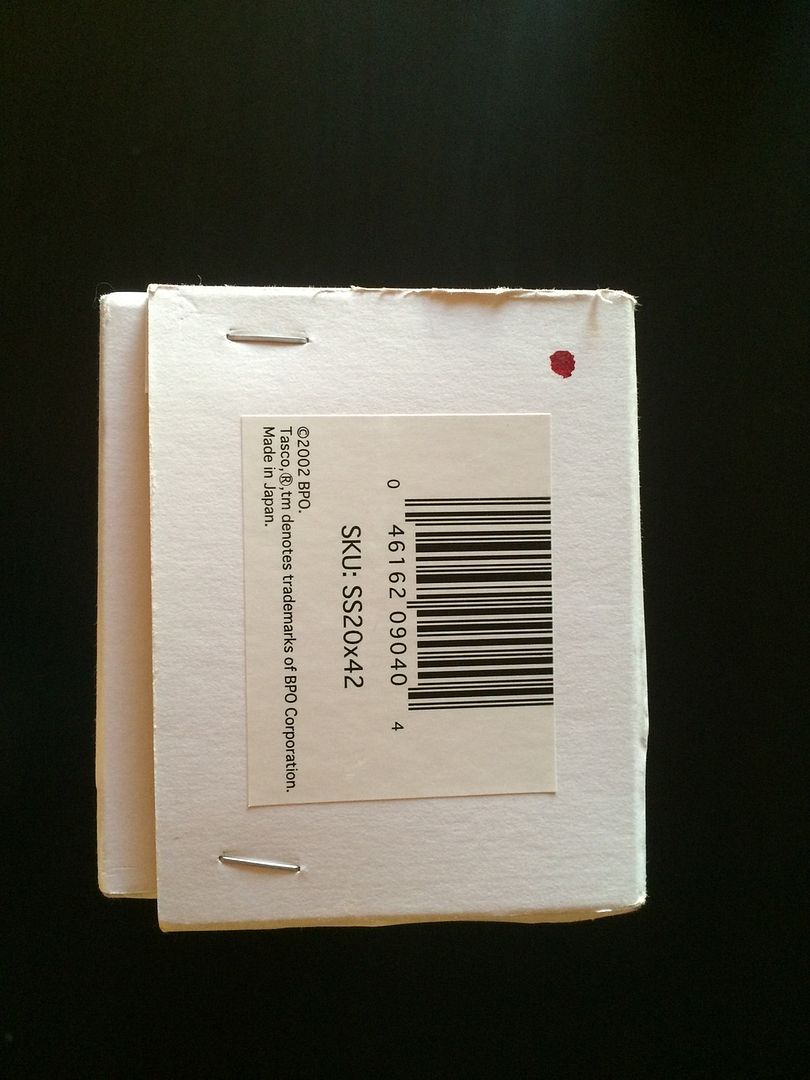 0 46162 09040 4
SKU: SS20x42
©2002 BPO.
Tasco,®,tm denotes trademarks of BPO Corporation.
Made in Japan.